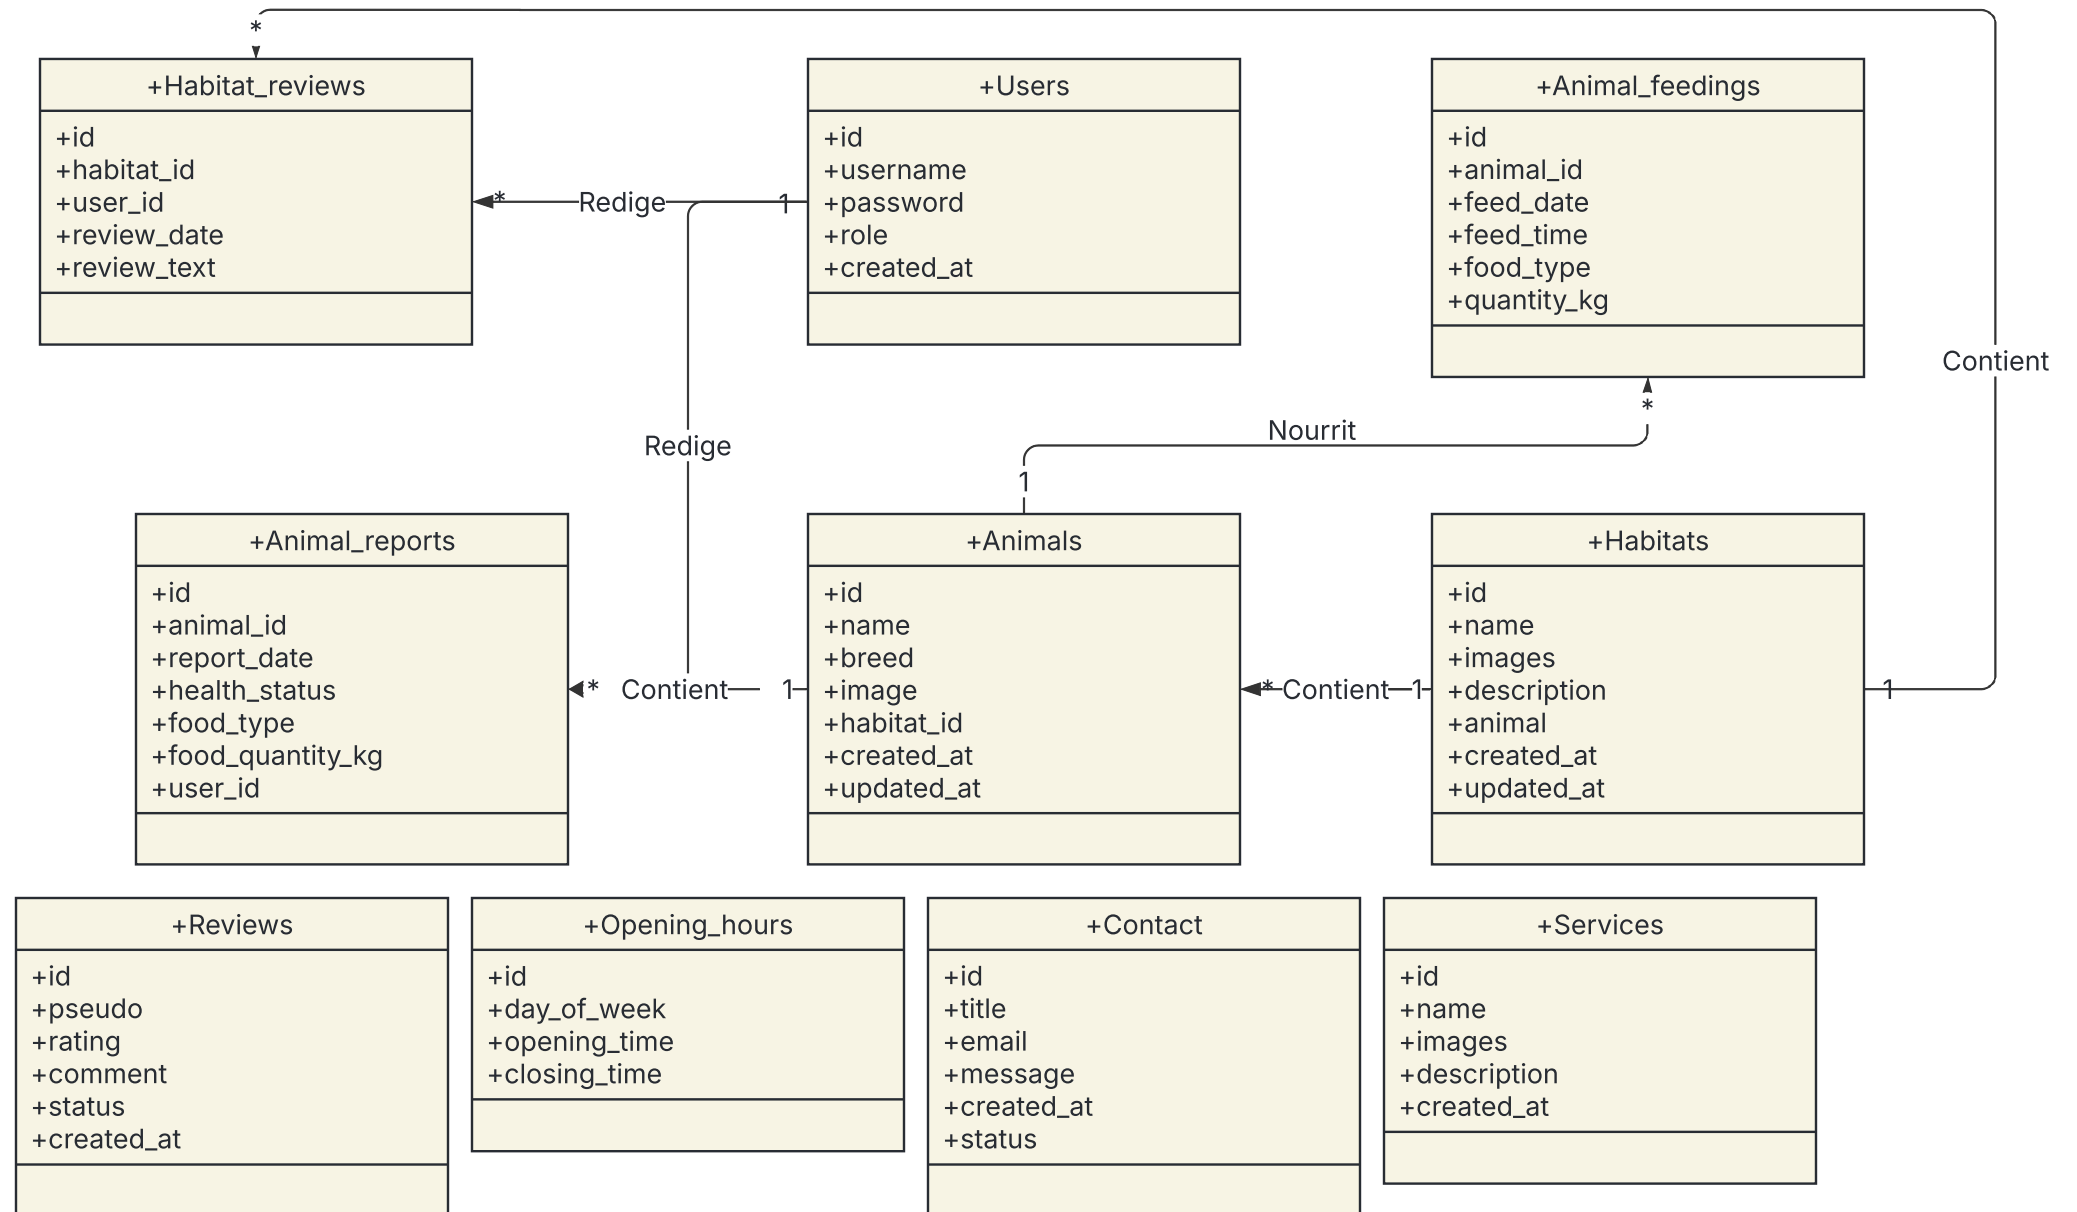 *
+Habitat_reviews
+id
+habitat_id
+user_id
+review_date
+review_text
* Redige 1
+Users
+id
+username
+password
+role
+created_at
+Animal_feedings
+id
+animal_id
+feed_date
+feed_time
+food_type
+quantity_kg
Contient
*
Nourrit
1
Redige
+Animal_reports
+id
+animal_id
+report_date
+health_status
+food_type
+food_quantity_kg
+user_id
* Contient 1
+Animals
+id
+name
+breed
+image
+habitat_id
+created_at
+updated_at
* Contient 1
+Habitats
+id
+name
+images
+description
+animal
+created_at
+updated_at
1
+Reviews
+id
+pseudo
+rating
+comment
+status
+created_at
+Opening_hours
+id
+day_of_week
+opening_time
+closing_time
+Contact
+id
+title
+email
+message
+created_at
+status
+Services
+id
+name
+images
+description
+created_at